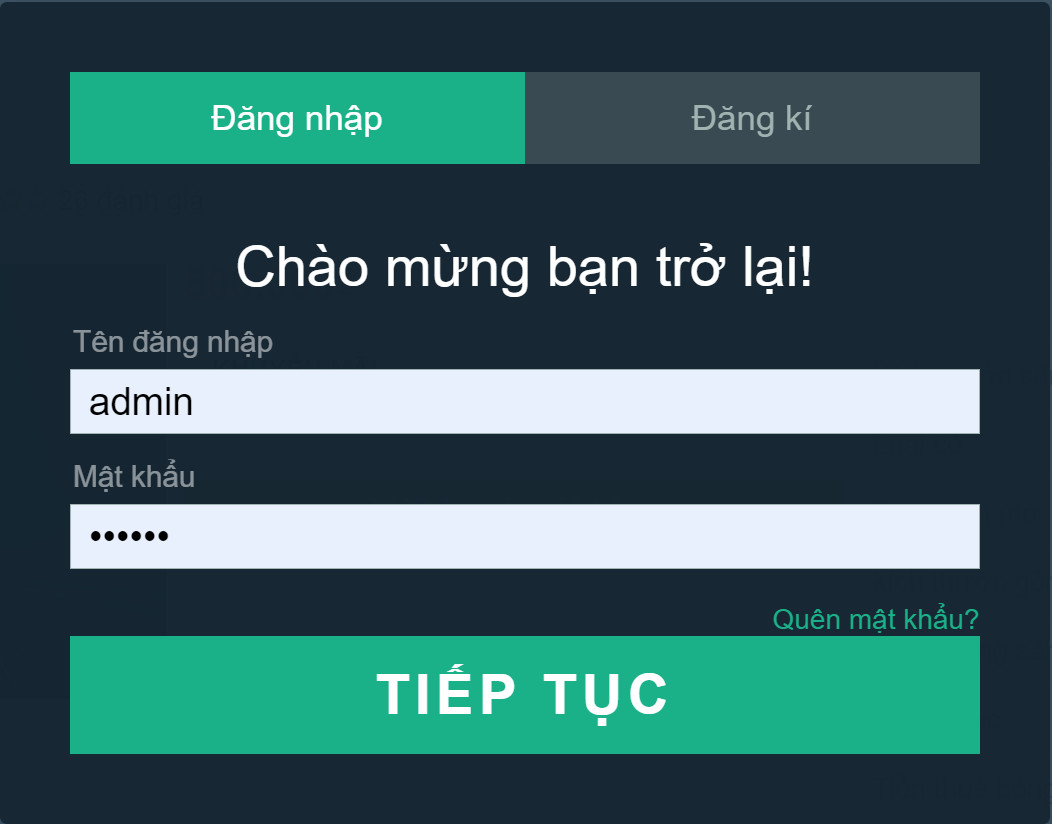 Đăng nhập
Đăng kí
Chào mừng bạn trở lại!
Tên đăng nhập
admin
Mật khẩu
••••••
Quên mật khẩu?
TIẾP TỤC